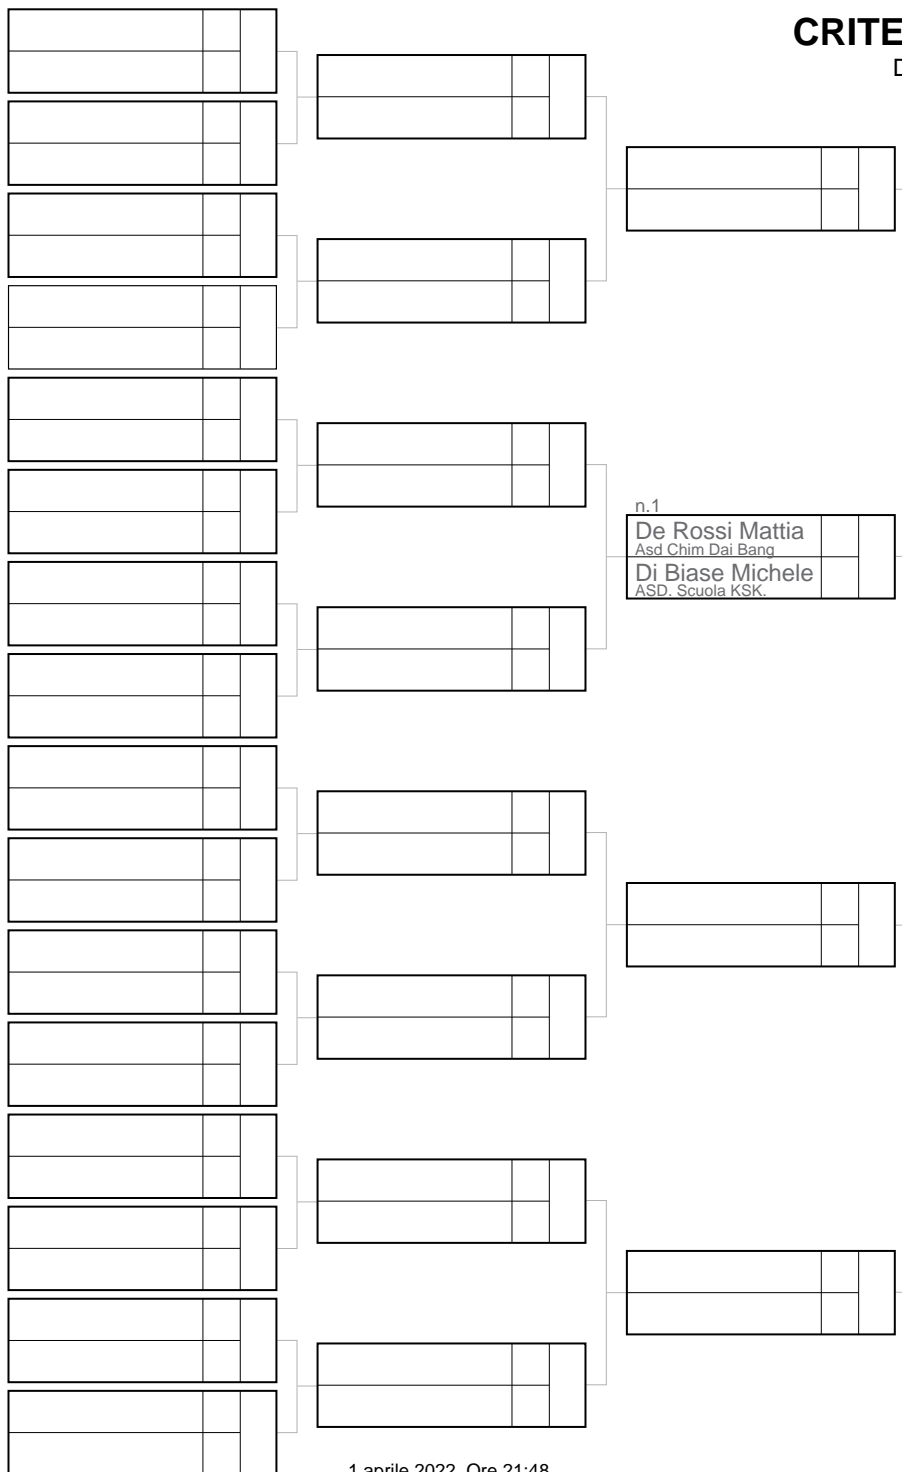 CRITE
D
n.1
De Rossi Mattia
Asd Chim Dai Bang
Di Biase Michele
ASD. Scuola KSK.
1 aprile 2022 Ore 21:48